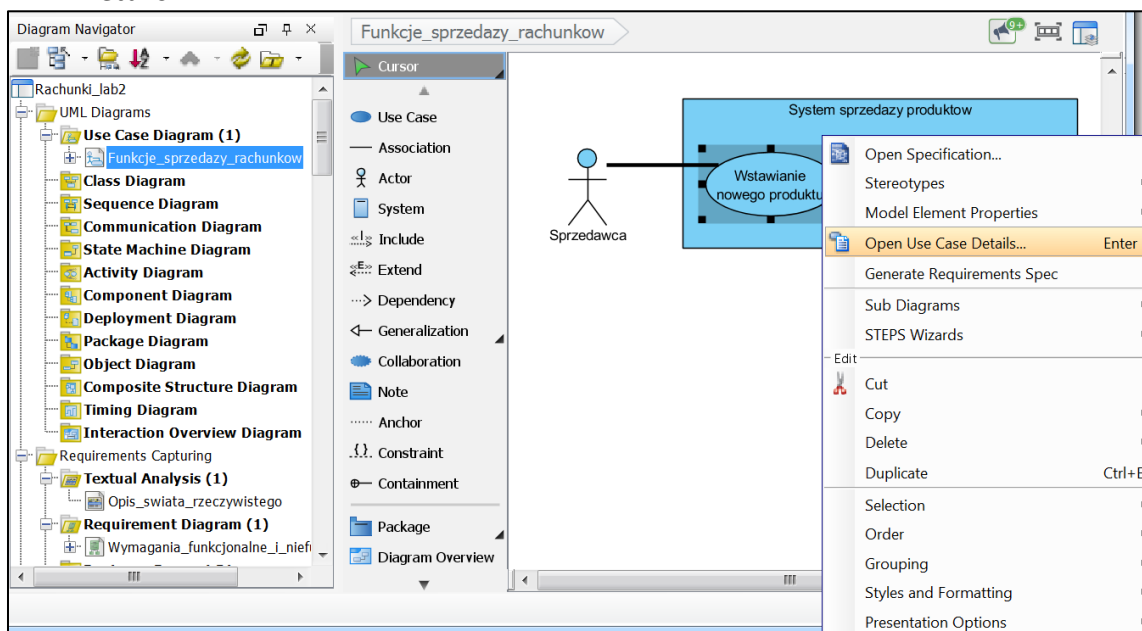 Diagram Navigator
Rachunki_lab2
UML Diagrams
Use Case Diagram (1)
Funkcje_sprzedazy_rachunkow
Class Diagram
Sequence Diagram
Communication Diagram
State Machine Diagram
Activity Diagram
Component Diagram
Deployment Diagram
Package Diagram
Object Diagram
Composite Structure Diagram
Timing Diagram
Interaction Overview Diagram
Requirements Capturing
Textual Analysis (1)
Opis_swiata_rzeczywistego
Requirement Diagram (1)
Wymagania_funkcjonalne_i_niefu
Funkcje_sprzedazy_rachunkow
9+
Cursor
Use Case
Association
Actor
System
<<I>> Include
<<E>> Extend
Dependency
Generalization
Collaboration
Note
Anchor
{} Constraint
Containment
Package
Diagram Overview
System sprzedazy produktow
Wstawianie
nowego produktu
Sprzedawca
Open Specification...
Stereotypes
Model Element Properties
Open Use Case Details... Enter
Generate Requirements Spec
Sub Diagrams
STEPS Wizards
Edit
Cut
Copy
Delete
Duplicate Ctrl+E
Selection
Order
Grouping
Styles and Formatting
Presentation Options